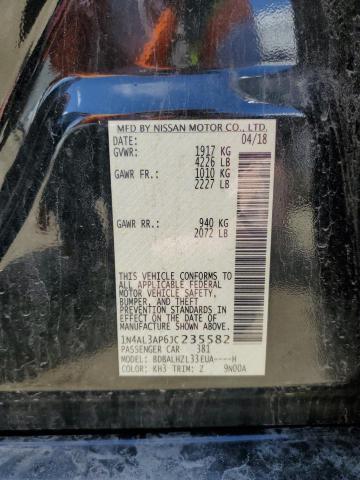 MFD BY NISSAN MOTOR CO., LTD.
DATE: 04/18
GVWR: 1917 KG
4226 LB
GAWR FR: 1010 KG
2227 LB
GAWR RR: 940 KG
2072 LB
THIS VEHICLE CONFORMS TO
ALL APPLICABLE FEDERAL
MOTOR VEHICLE SAFETY,
BUMPER, AND THEFT
PREVENTION STANDARDS IN
EFFECT ON THE DATE OF
MANUFACTURE SHOWN ABOVE.
1N4AL3AP6JC235582
PASSENGER CAR 381
MODEL: BDBALHZL33EUA----H
COLOR: KH3 TRIM: Z 9N00A